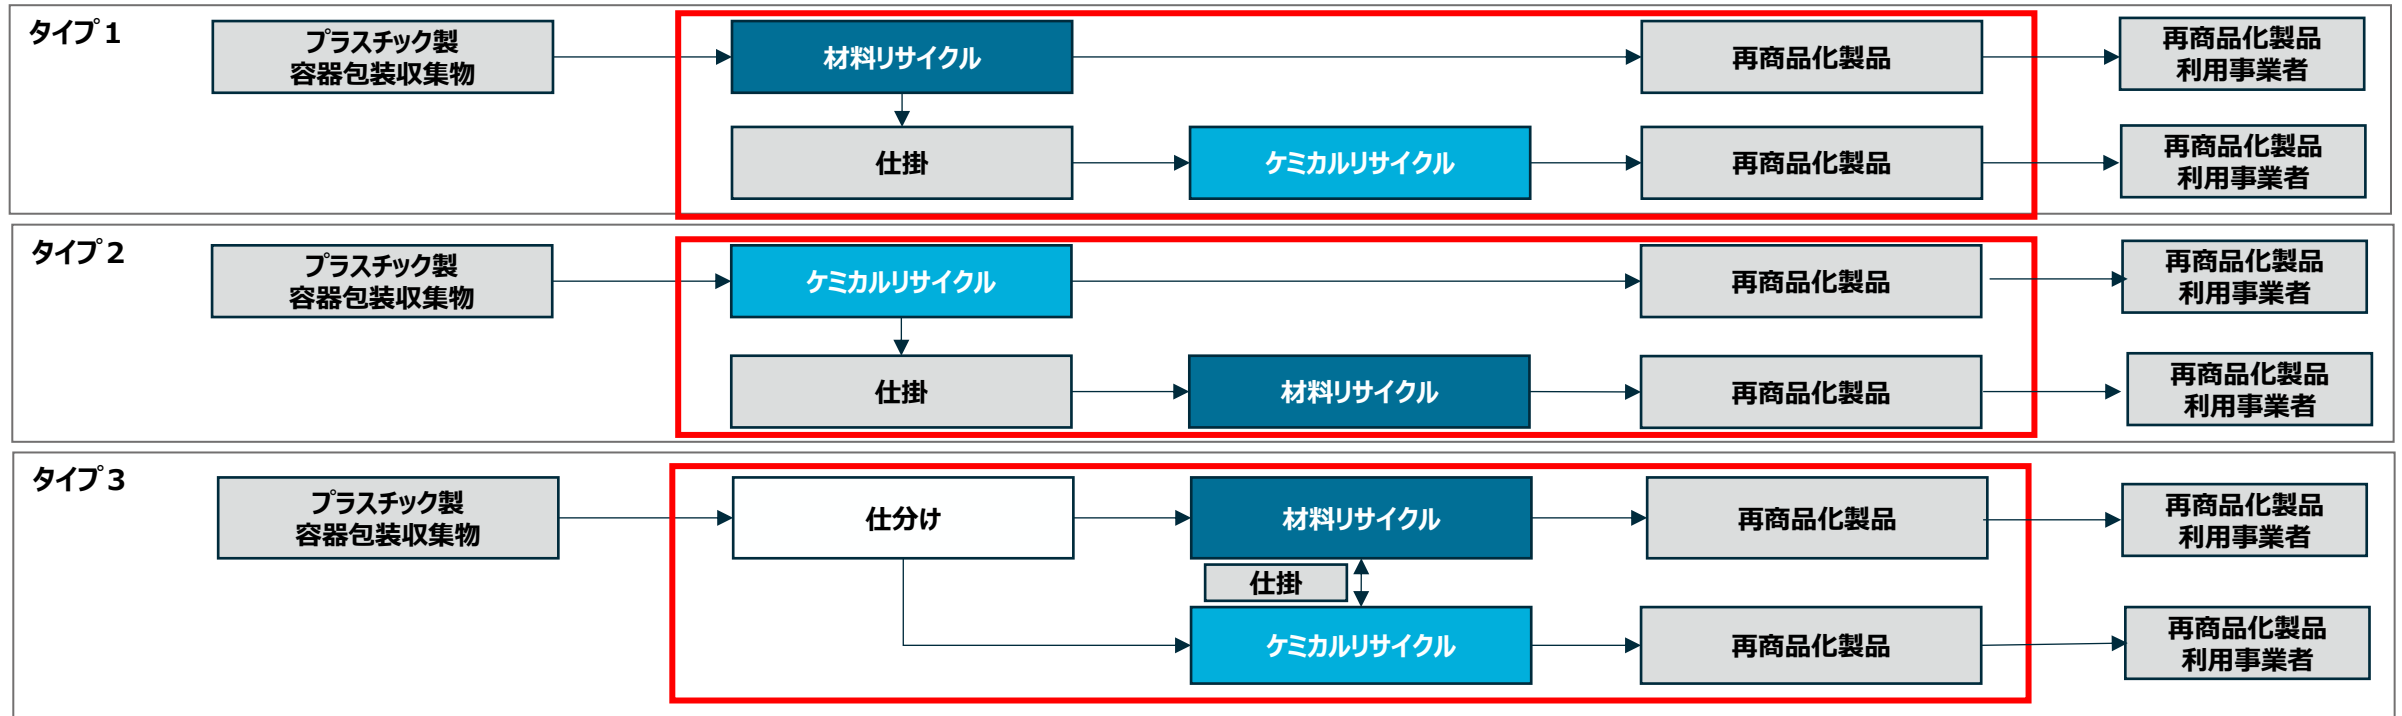 タイプ1
プラスチック製
容器包装収集物
材料リサイクル
再商品化製品
再商品化製品
利用事業者
仕掛
ケミカルリサイクル
再商品化製品
再商品化製品
利用事業者
タイプ2
プラスチック製
容器包装収集物
ケミカルリサイクル
再商品化製品
再商品化製品
利用事業者
仕掛
材料リサイクル
再商品化製品
再商品化製品
利用事業者
タイプ3
プラスチック製
容器包装収集物
仕分け
材料リサイクル
再商品化製品
再商品化製品
利用事業者
仕掛
ケミカルリサイクル
再商品化製品
再商品化製品
利用事業者